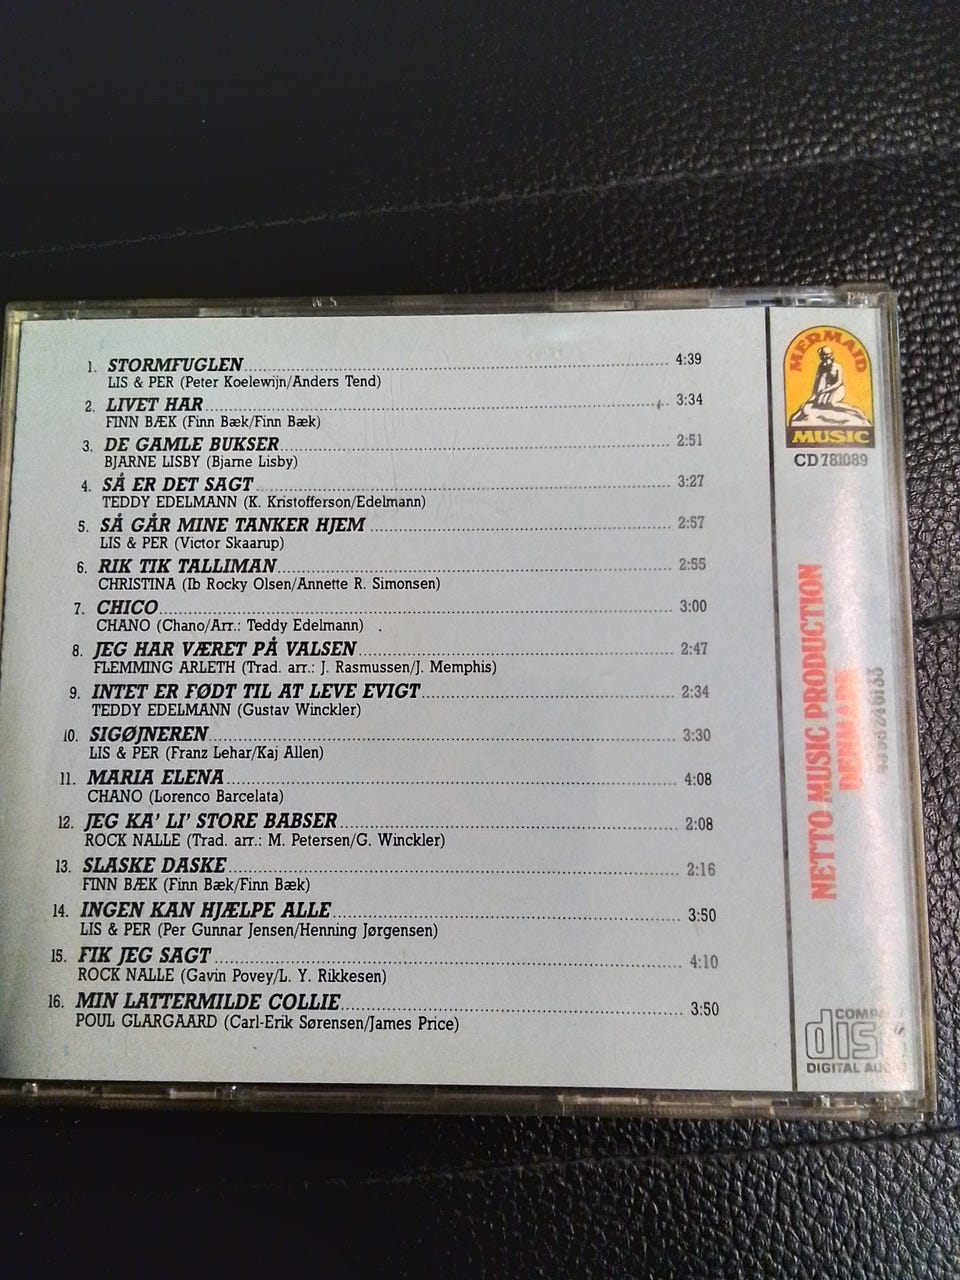 1. STORMFUGLEN 4:39
LIS & PER (Peter Koelewijn/Anders Tend)
2. LIVET HAR 3:34
FINN BÆK (Finn Bæk/Finn Bæk)
3. DE GAMLE BUKSER 2:51
BJARNE LISBY (Bjarne Lisby)
4. SÅ ER DET SAGT 3:27
TEDDY EDELMANN (K. Kristofferson/Edelmann)
5. SÅ GÅR MINE TANKER HJEM 2:57
LIS & PER (Victor Skaarup)
6. RIK TIK TALLIMAN 2:55
CHRISTINA (Ib Rocky Olsen/Annette R. Simonsen)
7. CHICO 3:00
CHANO (Chano/Arr.: Teddy Edelmann)
8. JEG HAR VÆRET PÅ VALSEN 2:47
FLEMMING ARLETH (Trad. arr.: J. Rasmussen/J. Memphis)
9. INTET ER FØDT TIL AT LEVE EVIGT 2:34
TEDDY EDELMANN (Gustav Winckler)
10. SIGØJNEREN 3:30
LIS & PER (Franz Lehar/Kaj Allen)
11. MARIA ELENA 4:08
CHANO (Lorenco Barcelata)
12. JEG KA' LI' STORE BABSER 2:08
ROCK NALLE (Trad. arr.: M. Petersen/G. Winckler)
13. SLASKE DASKE 2:16
FINN BÆK (Finn Bæk/Finn Bæk)
14. INGEN KAN HJÆLPE ALLE 3:50
LIS & PER (Per Gunnar Jensen/Henning Jørgensen)
15. FIK JEG SAGT 4:10
ROCK NALLE (Gavin Povey/L. Y. Rikkesen)
16. MIN LATTERMILDE COLLIE 3:50
POUL GLARGAARD (Carl-Erik Sørensen/James Price)
MERMAID
MUSIC
CD 781089
NETTO MUSIC PRODUCTION
DENMARK
COMPACT
disc
DIGITAL AUDIO